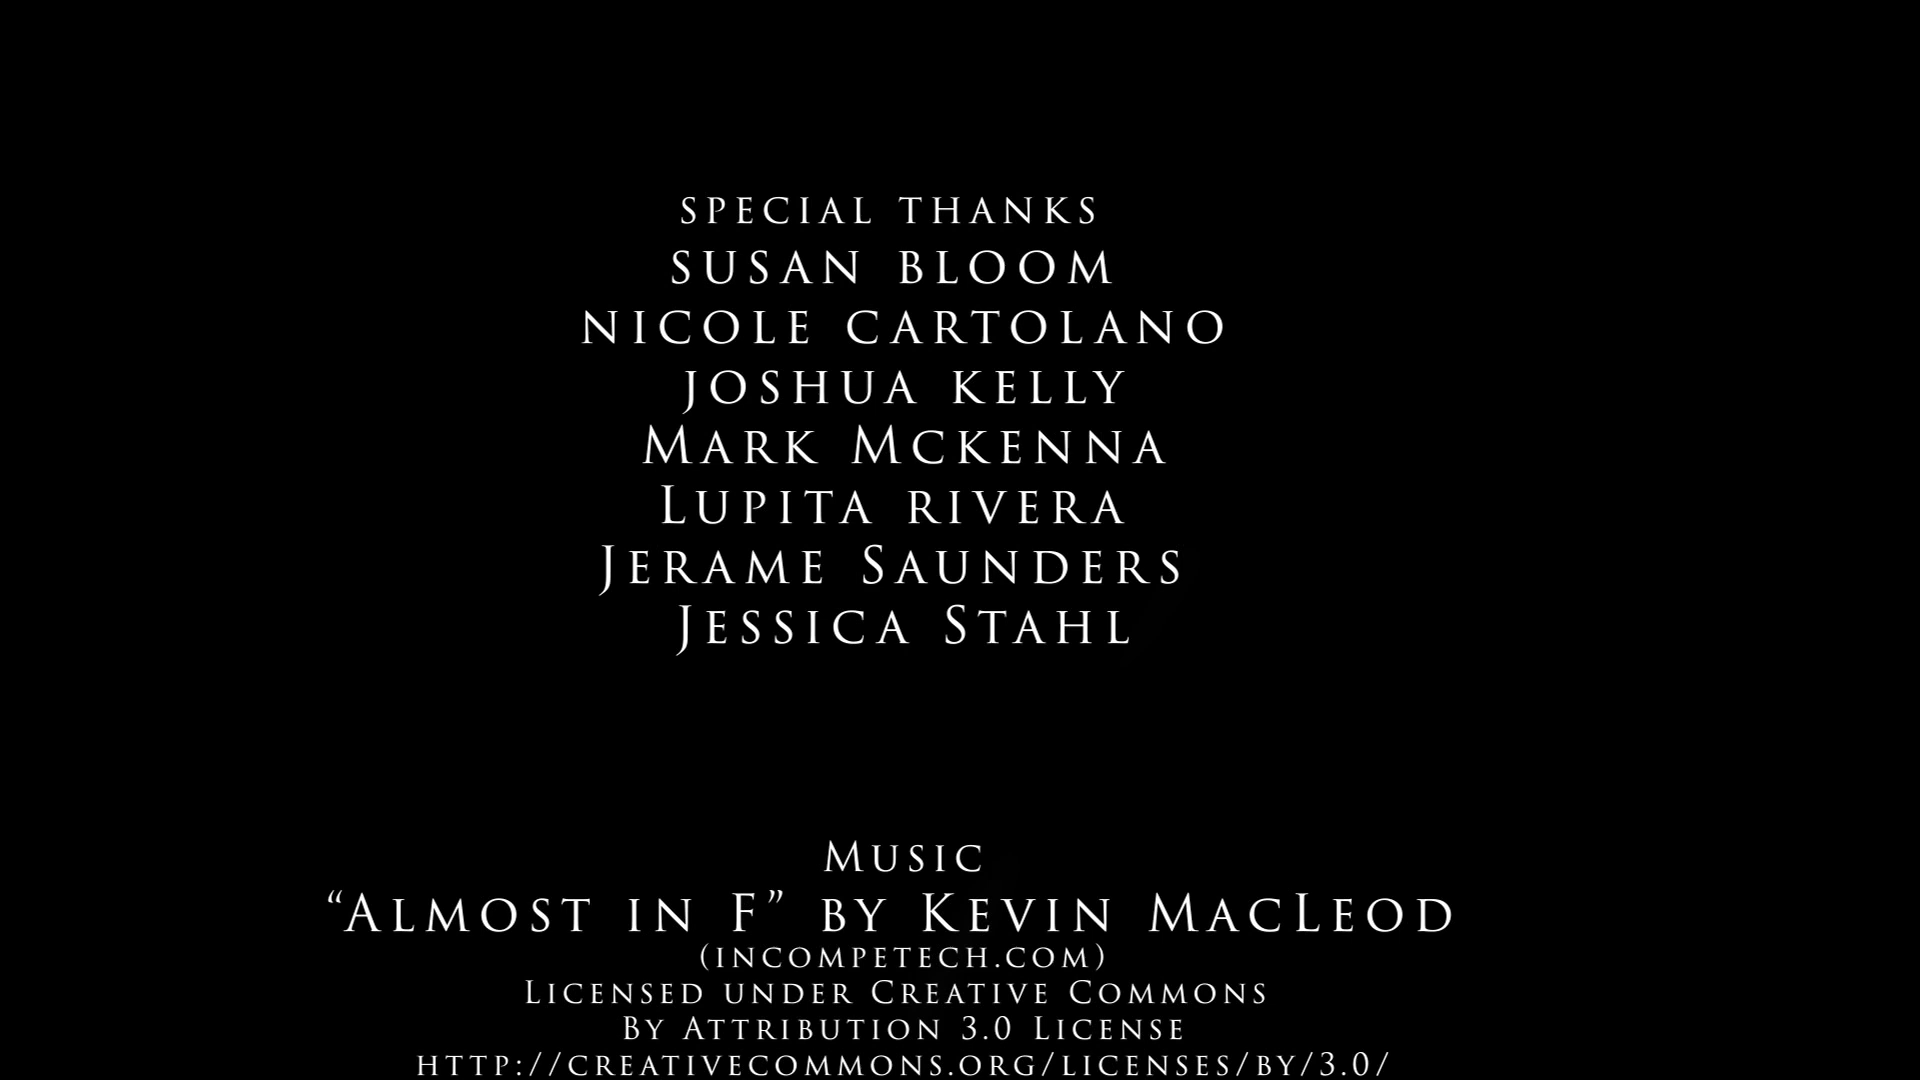 SPECIAL THANKS
SUSAN BLOOM
NICOLE CARTOLANO
JOSHUA KELLY
MARK MCKENNA
LUPITA RIVERA
JERAME SAUNDERS
JESSICA STAHL
MUSIC
“ALMOST IN F” BY KEVIN MACLEOD
(INCOMPETECH.COM)
LICENSED UNDER CREATIVE COMMONS
BY ATTRIBUTION 3.0 LICENSE
HTTP://CREATIVECOMMONS.ORG/LICENSES/BY/3.0/